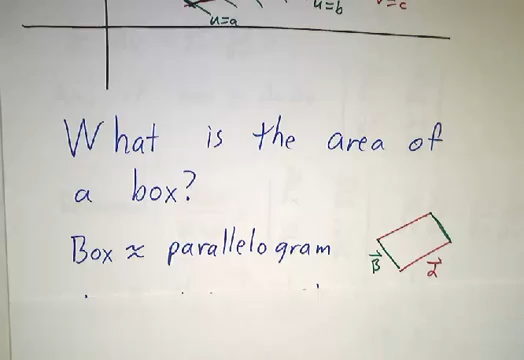 u=a
u=b
v=c
What is the area of
a box?
Box ≈ parallelogram
β⃗
α⃗